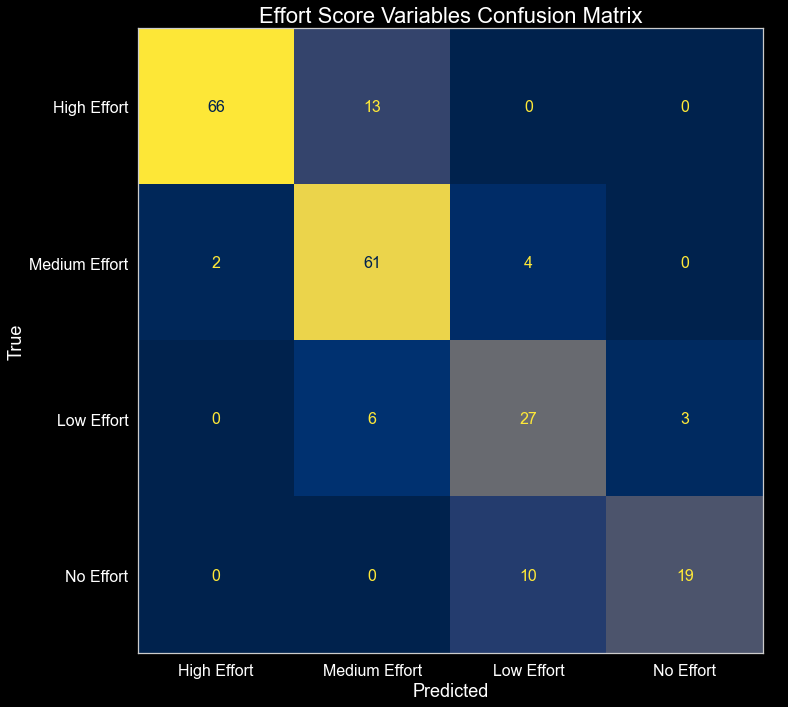 Effort Score Variables Confusion Matrix
High Effort 66 13 0 0
Medium Effort 2 61 4 0
True
Low Effort 0 6 27 3
No Effort 0 0 10 19
High Effort Medium Effort Low Effort No Effort
Predicted